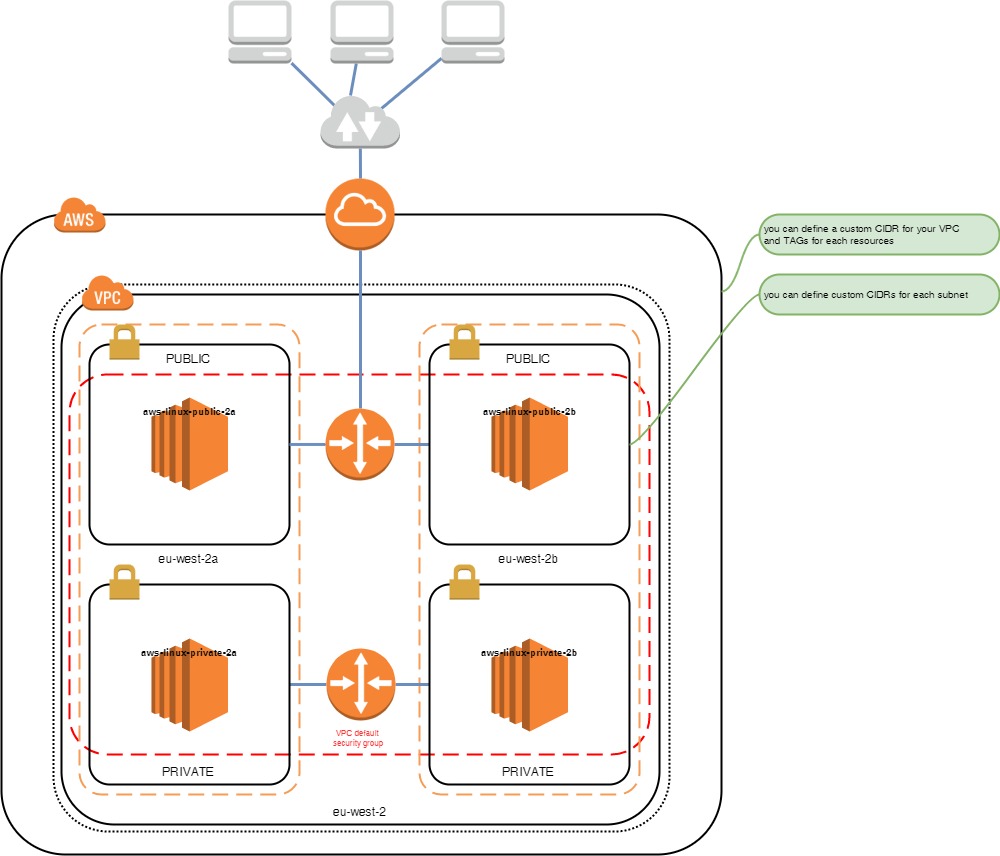 AWS
you can define a custom CIDR for your VPC
and TAGs for each resources
VPC
you can define custom CIDRs for each subnet
PUBLIC
PUBLIC
aws-linux-public-2a
aws-linux-public-2b
eu-west-2a
eu-west-2b
aws-linux-private-2a
aws-linux-private-2b
VPC default
security group
PRIVATE
PRIVATE
eu-west-2